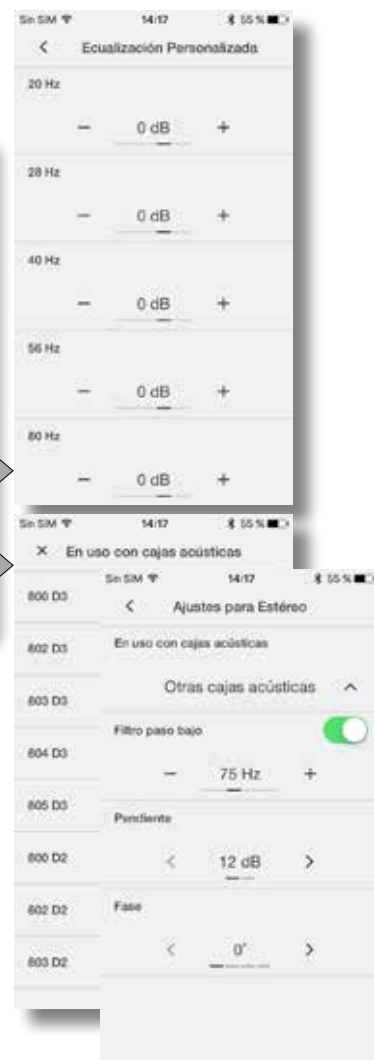 Sin SIM 14:17 55 %
Ecualización Personalizada
20 Hz
− 0 dB +
28 Hz
− 0 dB +
40 Hz
− 0 dB +
56 Hz
− 0 dB +
80 Hz
− 0 dB +
Sin SIM 14:17 55 %
× En uso con cajas acústicas
800 D3
802 D3
803 D3
804 D3
805 D3
800 D2
802 D2
803 D2
Sin SIM 14:17 55 %
Ajustes para Estéreo
En uso con cajas acústicas
Otras cajas acústicas
Filtro paso bajo
− 75 Hz +
Pendiente
< 12 dB >
Fase
< 0° >